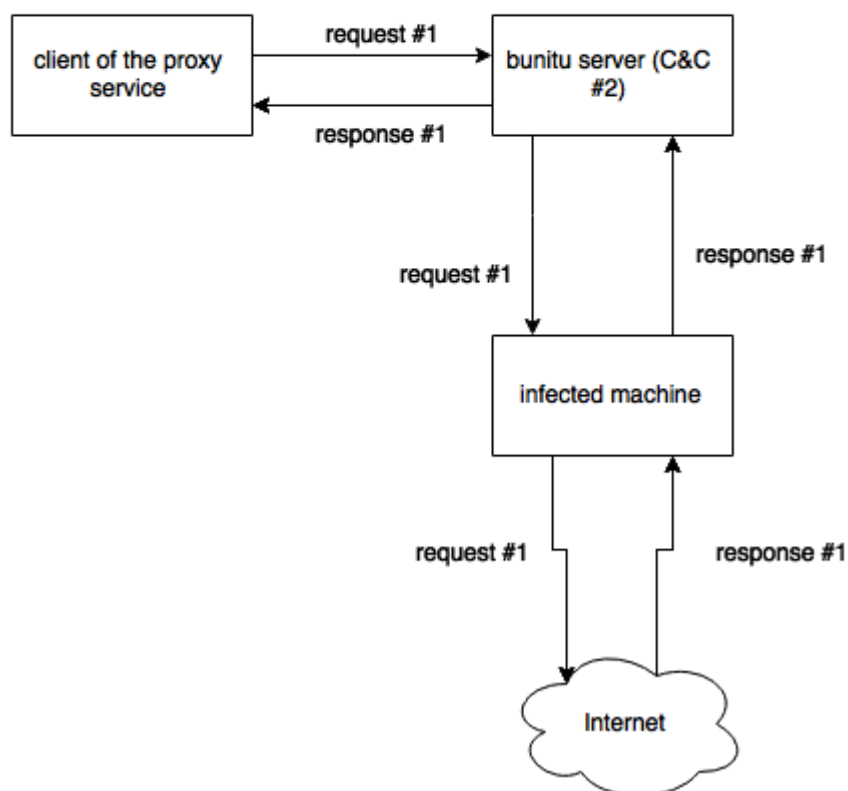 request #1
client of the proxy
service
bunitu server (C&C
#2)
response #1
request #1
response #1
infected machine
request #1
response #1
Internet